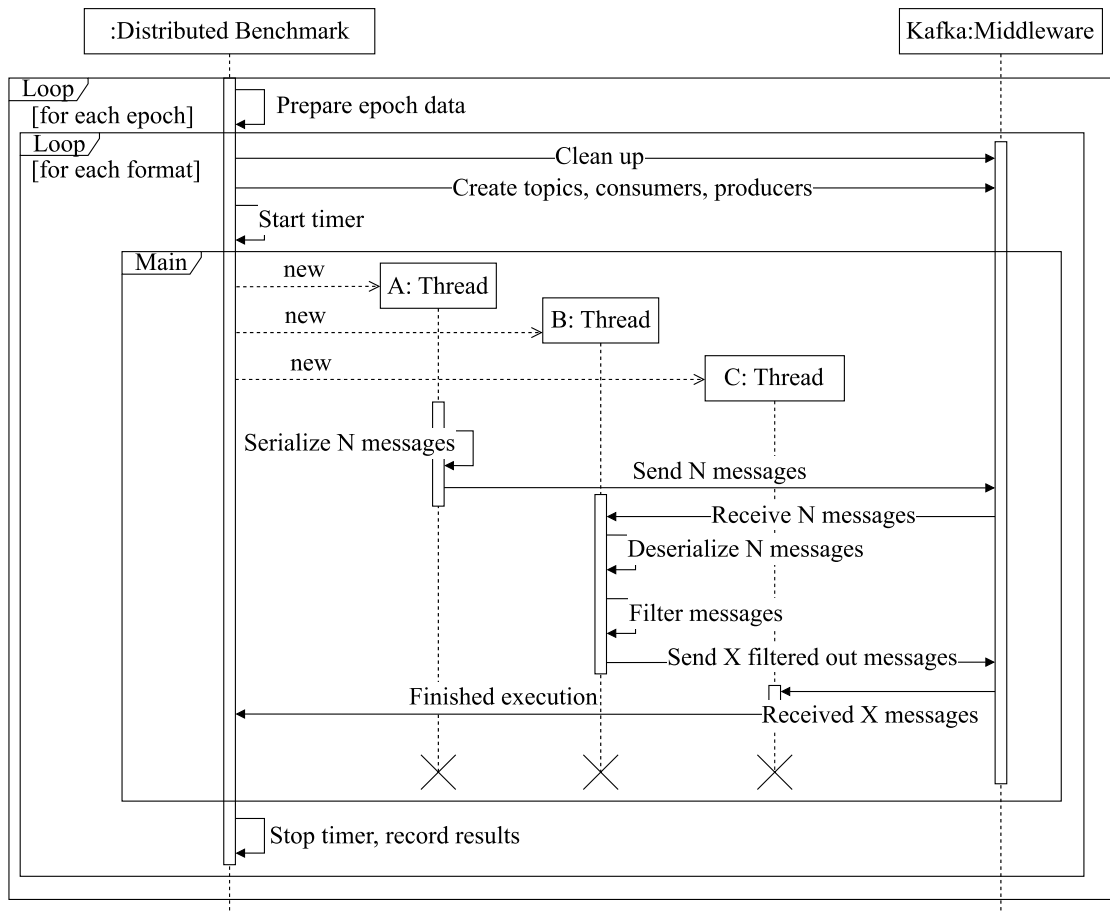 :Distributed Benchmark
Kafka:Middleware
Loop
[for each epoch]
Prepare epoch data
Loop
[for each format]
Clean up
Create topics, consumers, producers
Start timer
Main
new
A: Thread
new
B: Thread
new
C: Thread
Serialize N messages
Send N messages
Receive N messages
Deserialize N messages
Filter messages
Send X filtered out messages
Finished execution
Received X messages
Stop timer, record results